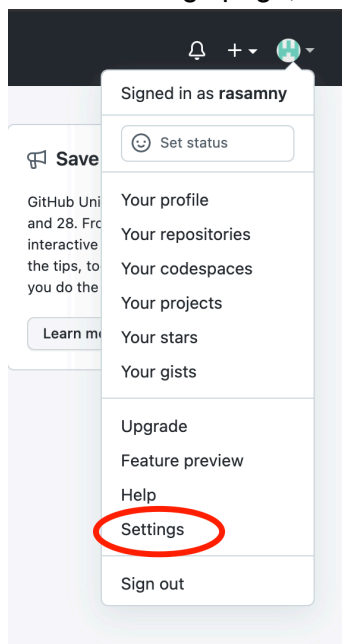 Signed in as rasamny
Set status
Save
GitHub Uni
and 28. Fro
interactive
the tips, to
you do the
Learn m
Your profile
Your repositories
Your codespaces
Your projects
Your stars
Your gists
Upgrade
Feature preview
Help
Settings
Sign out